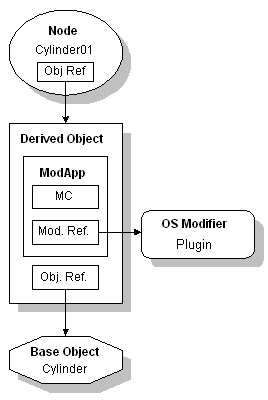 Node
Cylinder01
Obj Ref
Derived Object
ModApp
MC
Mod. Ref.
OS Modifier
Plugin
Obj. Ref.
Base Object
Cylinder